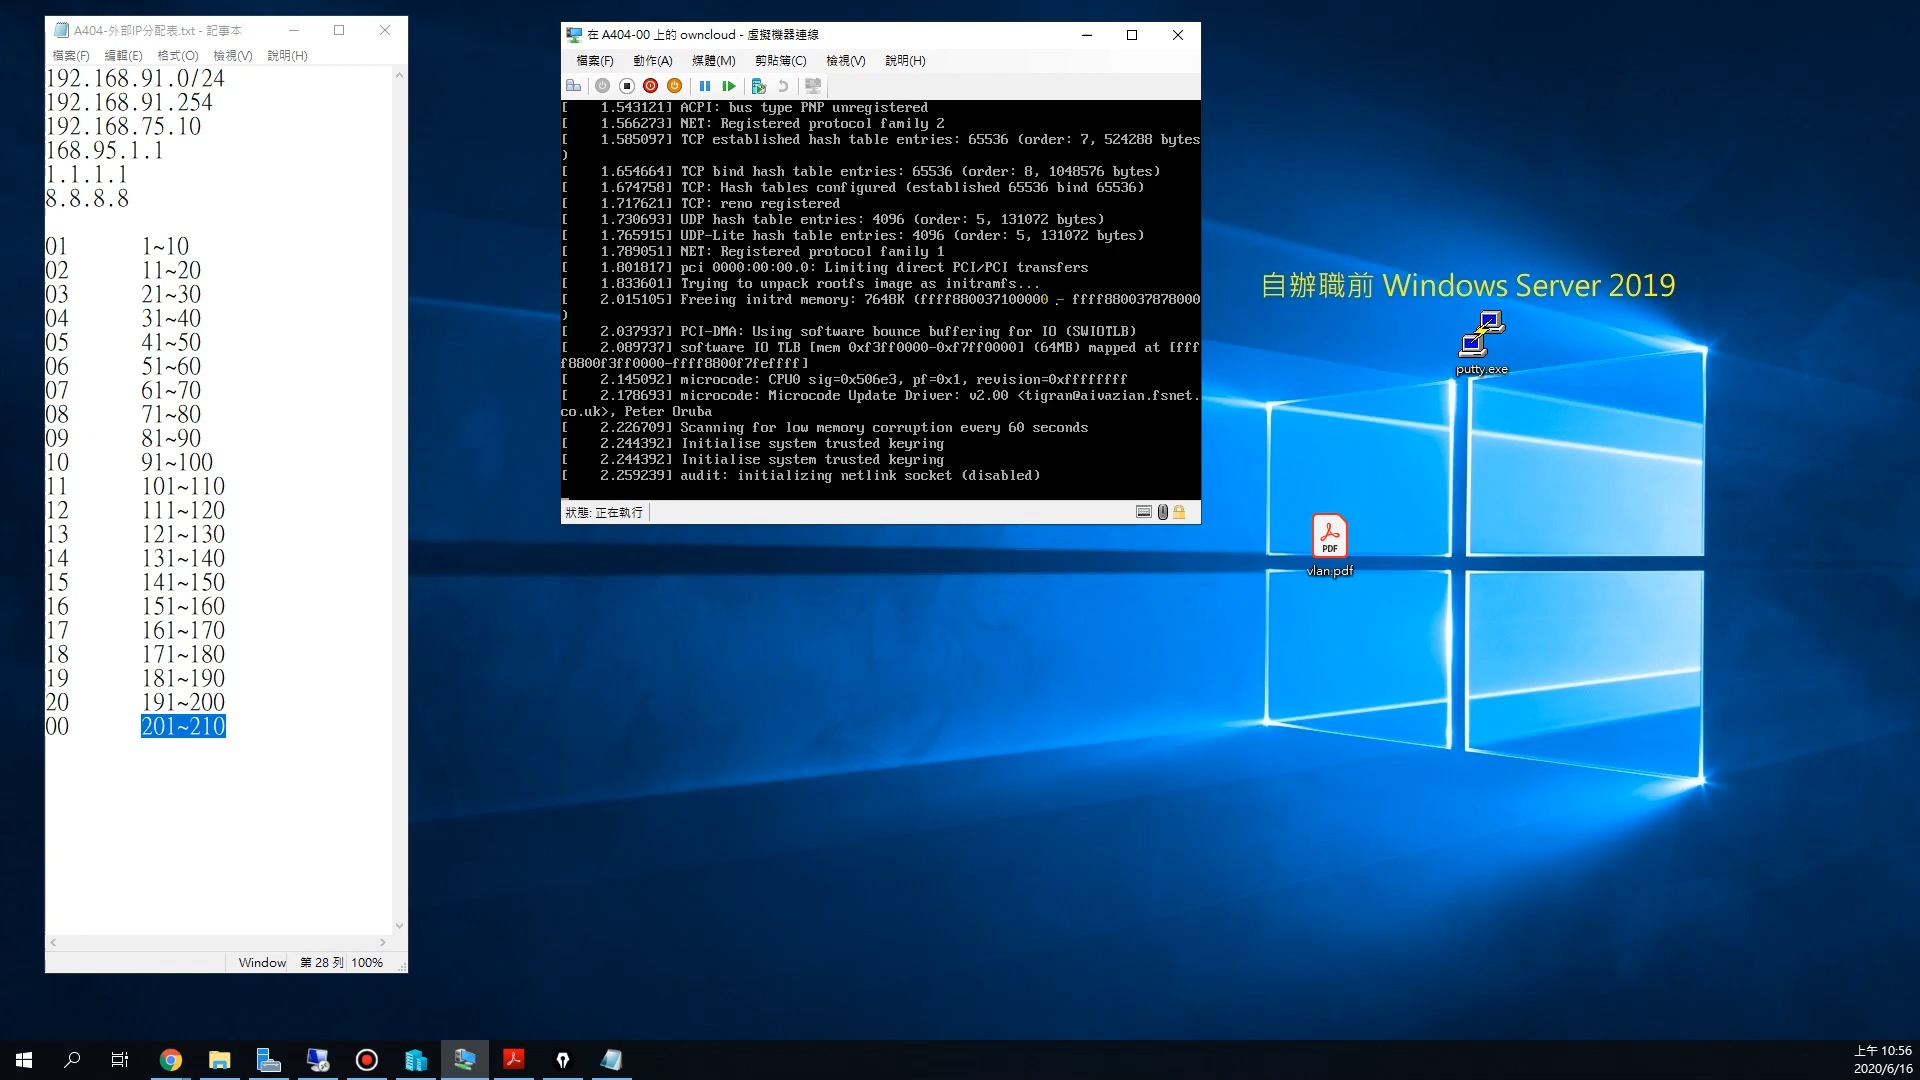 A404-外部IP分配表.txt - 記事本
檔案(F) 編輯(E) 格式(O) 檢視(V) 說明(H)
192.168.91.0/24
192.168.91.254
192.168.75.10
168.95.1.1
1.1.1.1
8.8.8.8
01 1~10
02 11~20
03 21~30
04 31~40
05 41~50
06 51~60
07 61~70
08 71~80
09 81~90
10 91~100
11 101~110
12 111~120
13 121~130
14 131~140
15 141~150
16 151~160
17 161~170
18 171~180
19 181~190
20 191~200
00 201~210
Window 第 28 列 100%
在 A404-00 上的 owncloud - 虛擬機器連線
檔案(F) 動作(A) 媒體(M) 剪貼簿(C) 檢視(V) 說明(H)
[    1.543121] ACPI: bus type PNP unregistered
[    1.566273] NET: Registered protocol family 2
[    1.585097] TCP established hash table entries: 65536 (order: 7, 524288 bytes
)
[    1.654664] TCP bind hash table entries: 65536 (order: 8, 1048576 bytes)
[    1.674758] TCP: Hash tables configured (established 65536 bind 65536)
[    1.717621] TCP: reno registered
[    1.730693] UDP hash table entries: 4096 (order: 5, 131072 bytes)
[    1.765915] UDP-Lite hash table entries: 4096 (order: 5, 131072 bytes)
[    1.789051] NET: Registered protocol family 1
[    1.801817] pci 0000:00:00.0: Limiting direct PCI/PCI transfers
[    1.833601] Trying to unpack rootfs image as initramfs...
[    2.015105] Freeing initrd memory: 7648K (ffff880037100000 - ffff880037878000
)
[    2.037937] PCI-DMA: Using software bounce buffering for IO (SWIOTLB)
[    2.089737] software IO TLB [mem 0xf3ff0000-0xf7ff0000] (64MB) mapped at [fff
f8800f3ff0000-ffff8800f7feffff]
[    2.145092] microcode: CPU0 sig=0x506e3, pf=0x1, revision=0xffffffff
[    2.178693] microcode: Microcode Update Driver: v2.00 <tigran@aivazian.fsnet.
co.uk>, Peter Oruba
[    2.226709] Scanning for low memory corruption every 60 seconds
[    2.244392] Initialise system trusted keyring
[    2.244392] Initialise system trusted keyring
[    2.259239] audit: initializing netlink socket (disabled)
狀態: 正在執行
自辦職前 Windows Server 2019
putty.exe
PDF
vlan.pdf
上午 10:56
2020/6/16